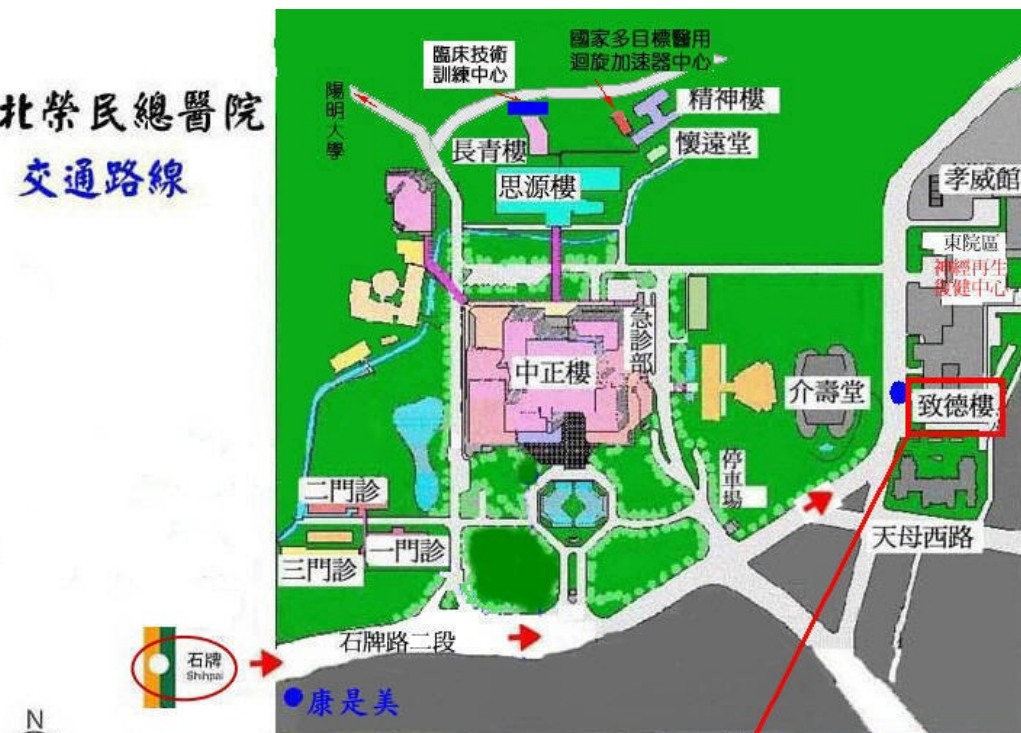 北榮民總醫院
交通路線
國家多目標醫用
迴旋加速器中心
臨床技術
訓練中心
陽明大學
精神樓
長青樓
懷遠堂
思源樓
孝威館
東院區
神經再生
復健中心
急診部
中正樓
介壽堂
致德樓
停車場
二門診
一門診
三門診
天母西路
石牌路二段
石牌
Shihpai
康是美
N